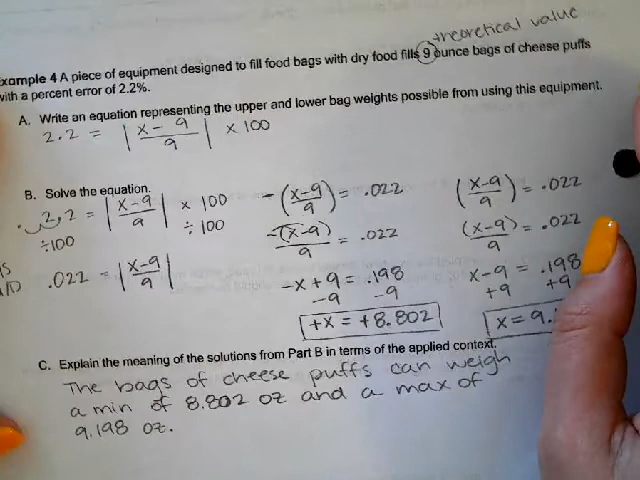 theoretical value
Example 4 A piece of equipment designed to fill food bags with dry food fills 9 ounce bags of cheese puffs
with a percent error of 2.2%.
A. Write an equation representing the upper and lower bag weights possible from using this equipment.
2.2 = | (x-9)/9 | x 100
B. Solve the equation.
2.2 = | (x-9)/9 | x 100
÷100 ÷100
.022 = | (x-9)/9 |
-((x-9)/9) = .022
-(x-9)/9 = .022
-x+9 = .198
-9 -9
+x = +8.802
((x-9)/9) = .022
(x-9)/9 = .022
x-9 = .198
+9 +9
x = 9.
C. Explain the meaning of the solutions from Part B in terms of the applied context.
The bags of cheese puffs can weigh
a min of 8.802 oz and a max of
9.198 oz.